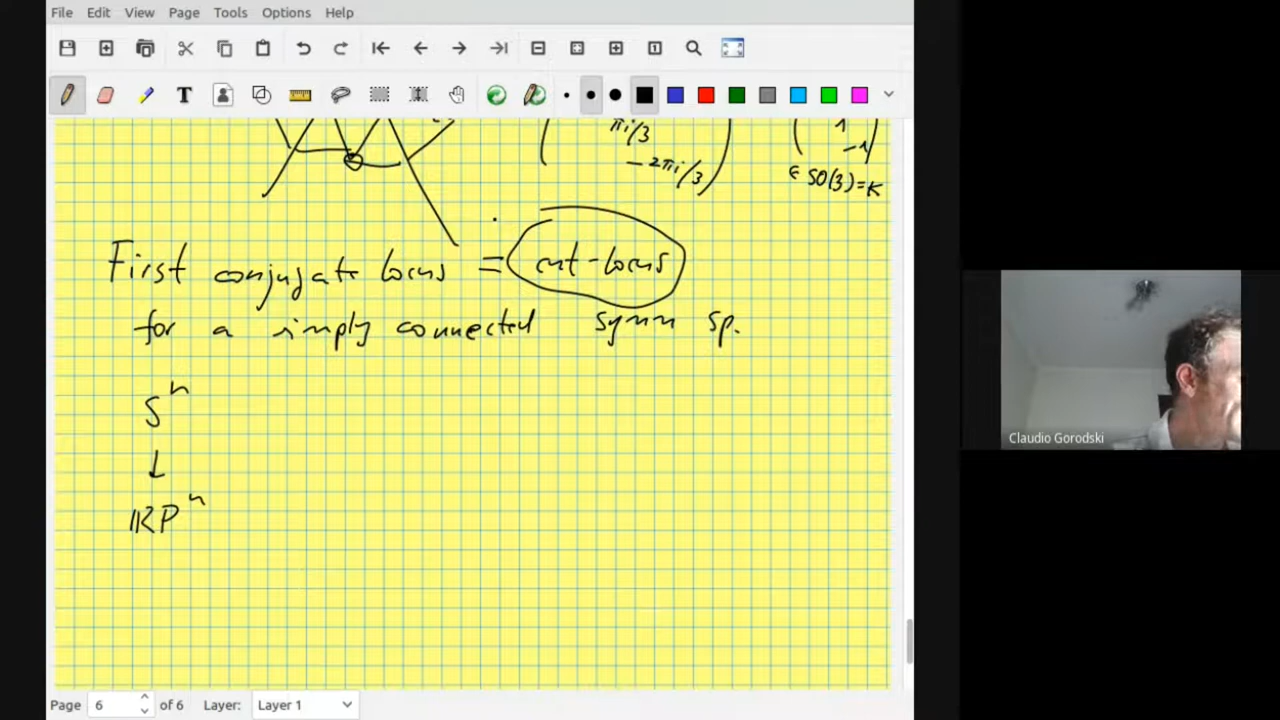 File Edit View Page Tools Options Help
πi/3
-2πi/3
1
-1
∈ SO(3)=K
First conjugate locus = cut-locus
for a simply connected symm sp.
S^n
↓
ℝP^n
Claudio Gorodski
Page 6 of 6 Layer: Layer 1